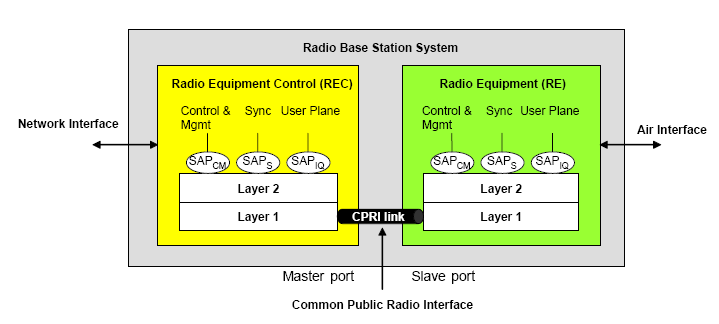 Radio Base Station System
Radio Equipment Control (REC)
Radio Equipment (RE)
Control & Mgmt
Sync
User Plane
Control & Mgmt
Sync
User Plane
Network Interface
Air Interface
SAPCM
SAPS
SAPIQ
SAPCM
SAPS
SAPIQ
Layer 2
Layer 2
Layer 1
CPRI link
Layer 1
Master port
Slave port
Common Public Radio Interface